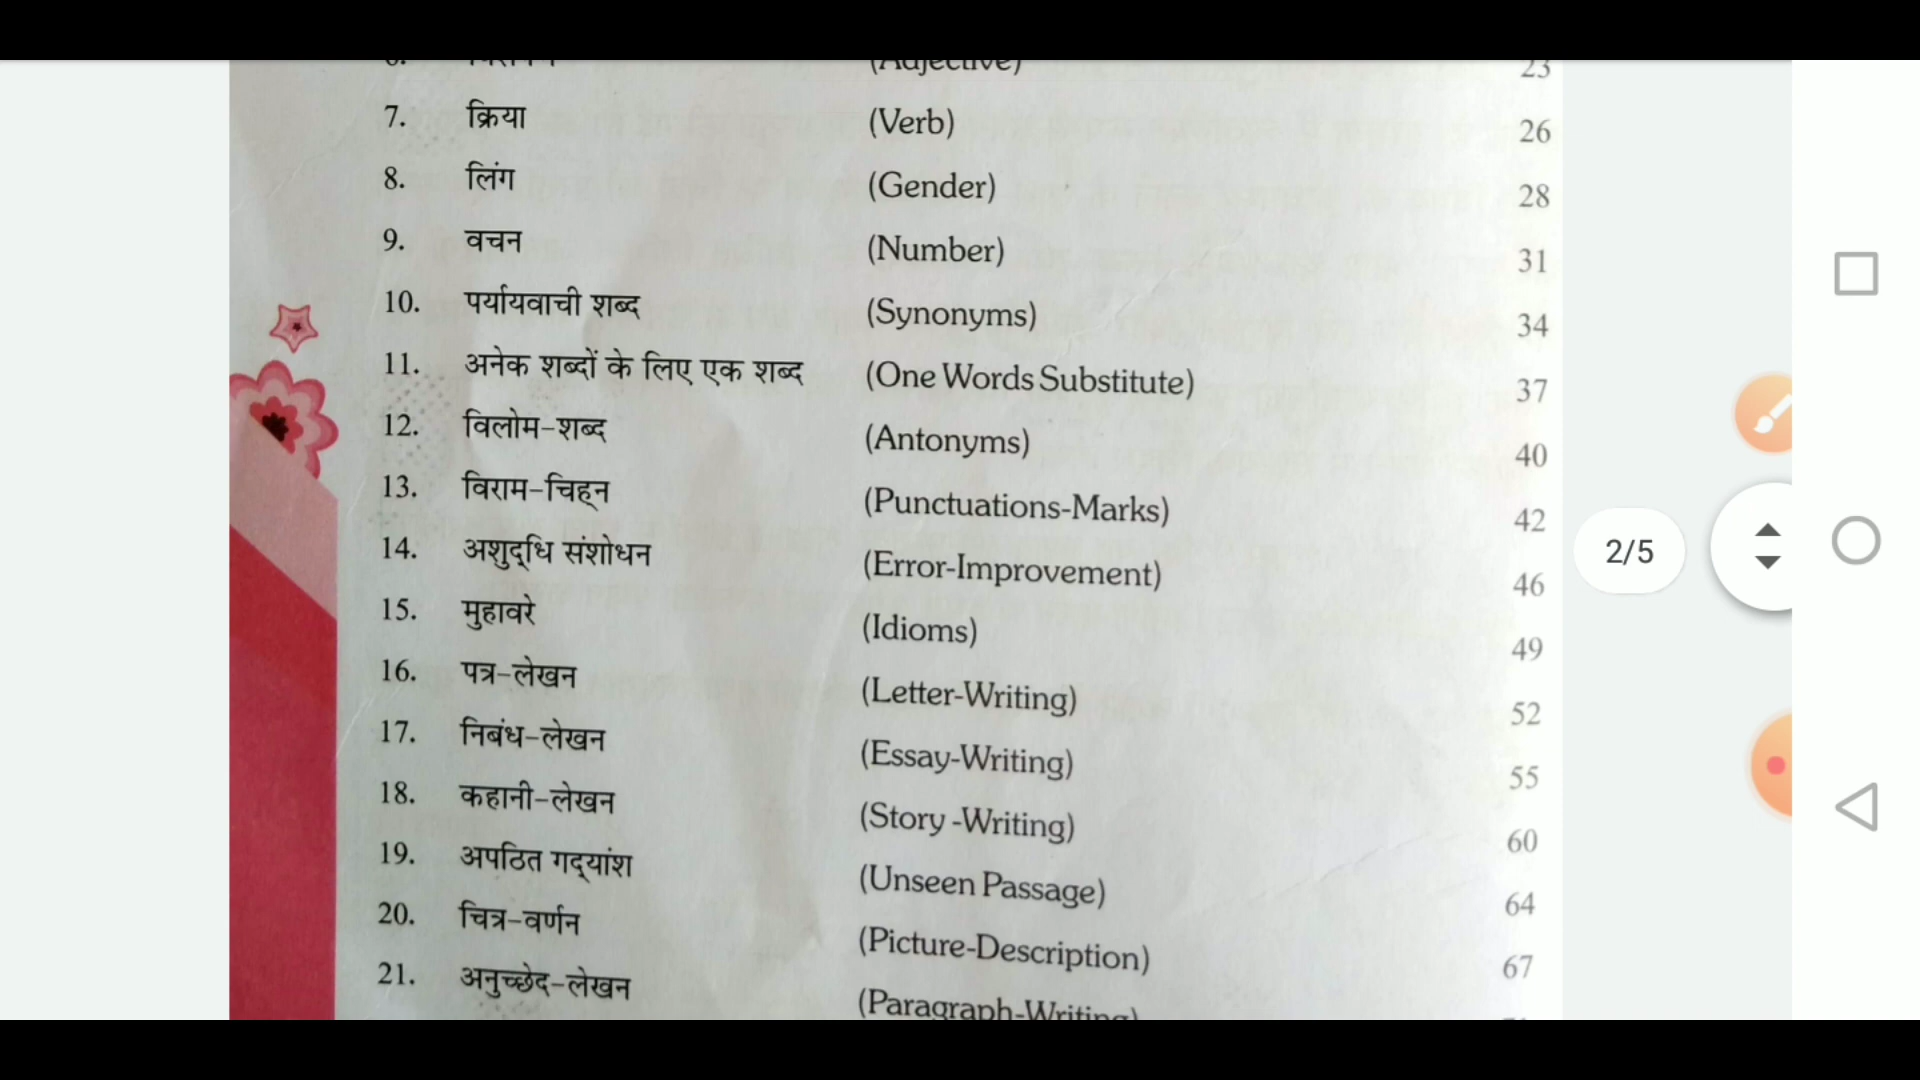 (Adjective) 23
7. क्रिया (Verb) 26
8. लिंग (Gender) 28
9. वचन (Number) 31
10. पर्यायवाची शब्द (Synonyms) 34
11. अनेक शब्दों के लिए एक शब्द (One Words Substitute) 37
12. विलोम-शब्द (Antonyms) 40
13. विराम-चिह्‌न (Punctuations-Marks) 42
14. अशुद्‌धि संशोधन (Error-Improvement) 46
15. मुहावरे (Idioms) 49
16. पत्र-लेखन (Letter-Writing) 52
17. निबंध-लेखन (Essay-Writing) 55
18. कहानी-लेखन (Story -Writing) 60
19. अपठित गद्‌यांश (Unseen Passage) 64
20. चित्र-वर्णन (Picture-Description) 67
21. अनुच्छेद-लेखन (Paragraph-Writing)
2/5